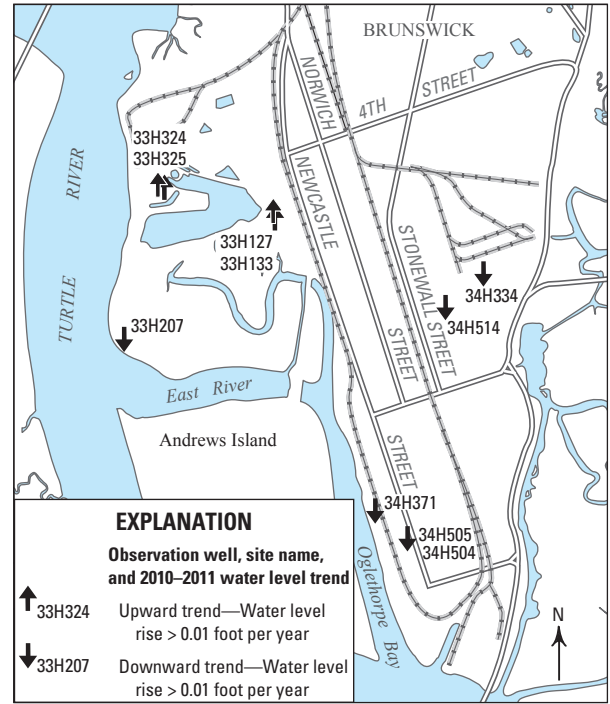 BRUNSWICK
NORWICH
4TH STREET
33H324
33H325
RIVER
NEWCASTLE
33H127
33H133
STONEWALL STREET
34H334
TURTLE
33H207
34H514
STREET
East River
Andrews Island
STREET
34H371
34H505
34H504
Oglethorpe Bay
N
EXPLANATION
Observation well, site name,
and 2010–2011 water level trend
33H324
Upward trend—Water level
rise > 0.01 foot per year
33H207
Downward trend—Water level
rise > 0.01 foot per year